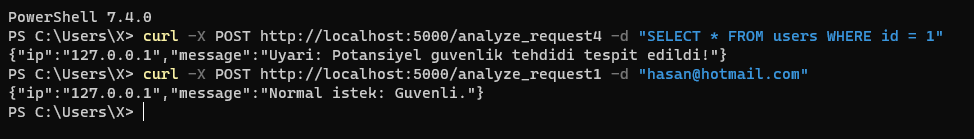 PowerShell 7.4.0
PS C:\Users\X> curl -X POST http://localhost:5000/analyze_request4 -d "SELECT * FROM users WHERE id = 1"
{"ip":"127.0.0.1","message":"Uyari: Potansiyel guvenlik tehdidi tespit edildi!"}
PS C:\Users\X> curl -X POST http://localhost:5000/analyze_request1 -d "hasan@hotmail.com"
{"ip":"127.0.0.1","message":"Normal istek: Guvenli."}
PS C:\Users\X>